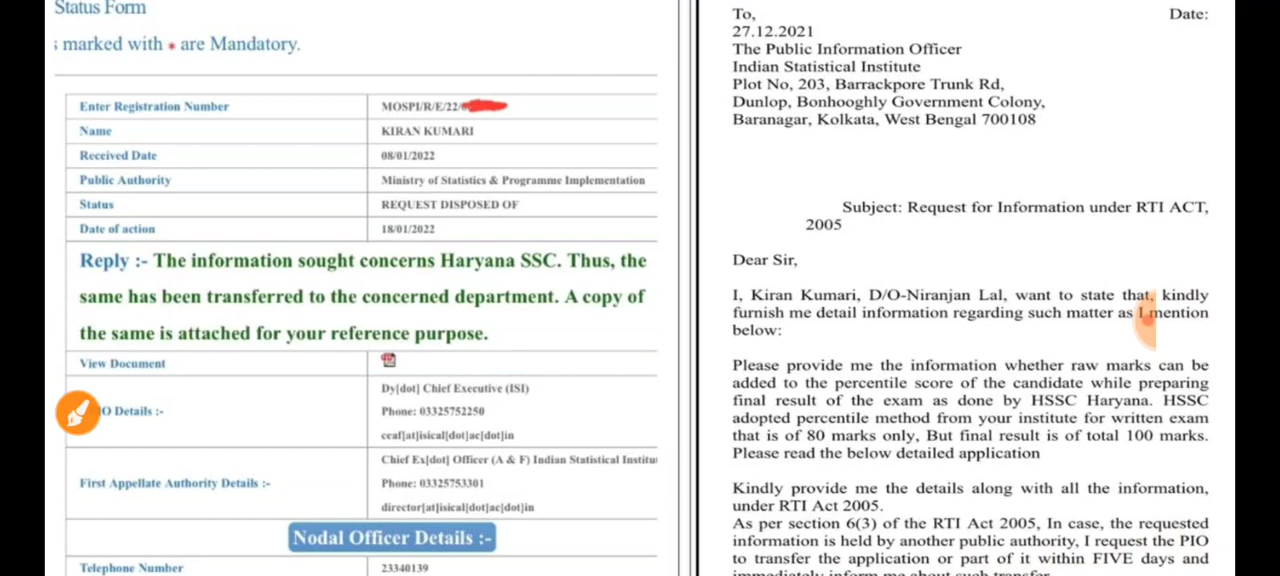 Status Form
marked with * are Mandatory.
Enter Registration Number MOSPI/R/E/22/
Name KIRAN KUMARI
Received Date 08/01/2022
Public Authority Ministry of Statistics & Programme Implementation
Status REQUEST DISPOSED OF
Date of action 18/01/2022
Reply :- The information sought concerns Haryana SSC. Thus, the
same has been transferred to the concerned department. A copy of
the same is attached for your reference purpose.
View Document
O Details :- Dy[dot] Chief Executive (ISI)
Phone: 03325752250
ceaf[at]isical[dot]ac[dot]in
First Appellate Authority Details :- Chief Ex[dot] Officer (A & F) Indian Statistical Institu
Phone: 03325753301
director[at]isical[dot]ac[dot]in
Nodal Officer Details :-
Telephone Number 23340139
To, Date:
27.12.2021
The Public Information Officer
Indian Statistical Institute
Plot No, 203, Barrackpore Trunk Rd,
Dunlop, Bonhooghly Government Colony,
Baranagar, Kolkata, West Bengal 700108
Subject: Request for Information under RTI ACT,
2005
Dear Sir,
I, Kiran Kumari, D/O-Niranjan Lal, want to state that, kindly
furnish me detail information regarding such matter as I mention
below:
Please provide me the information whether raw marks can be
added to the percentile score of the candidate while preparing
final result of the exam as done by HSSC Haryana. HSSC
adopted percentile method from your institute for written exam
that is of 80 marks only, But final result is of total 100 marks.
Please read the below detailed application
Kindly provide me the details along with all the information,
under RTI Act 2005.
As per section 6(3) of the RTI Act 2005, In case, the requested
information is held by another public authority, I request the PIO
to transfer the application or part of it within FIVE days and
immediately inform me about such transfer